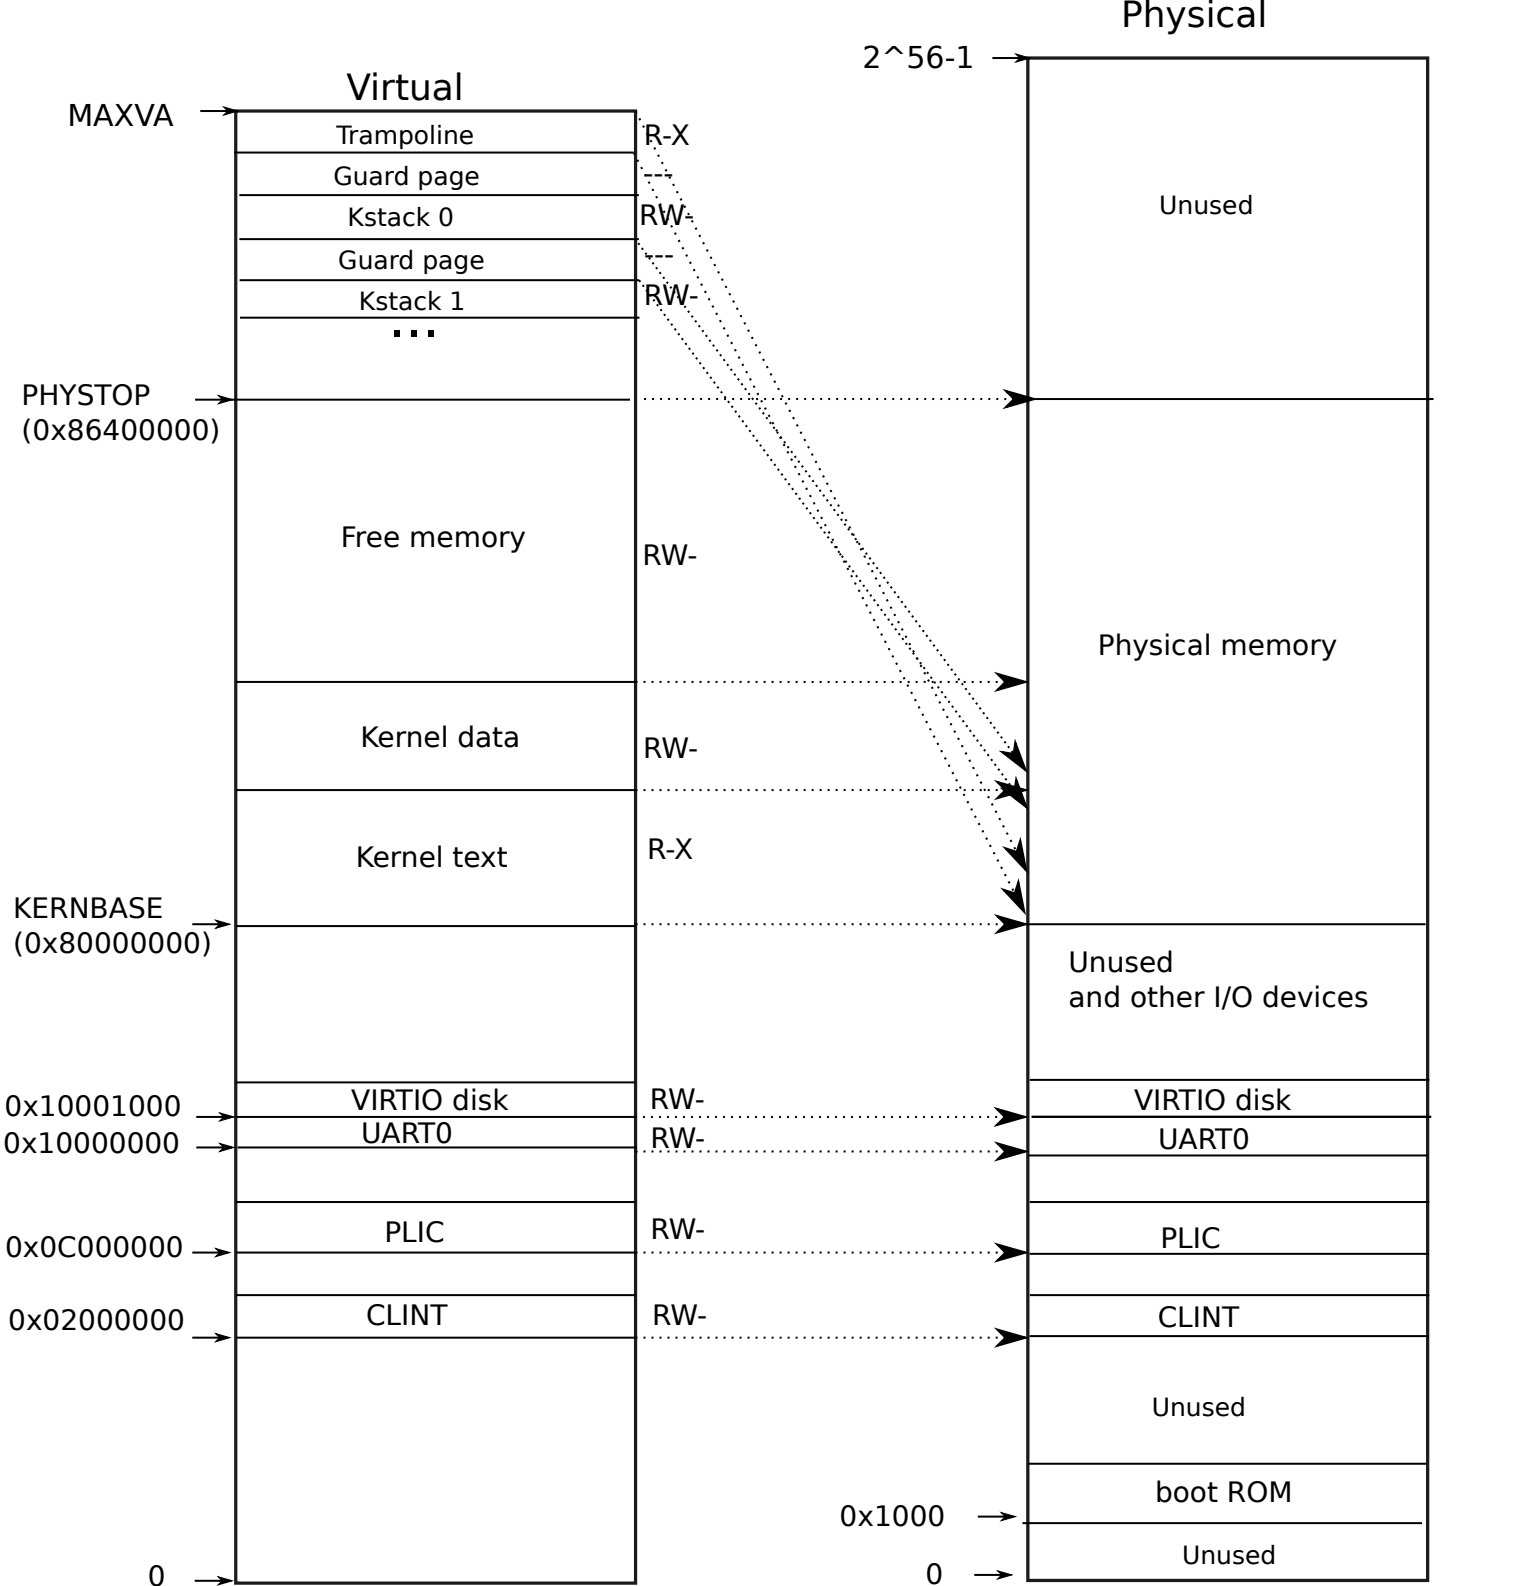 Physical
2^56-1
Virtual
MAXVA
Trampoline
R-X
Guard page
---
Unused
Kstack 0
RW-
Guard page
---
Kstack 1
RW-
...
PHYSTOP
(0x86400000)
Free memory
RW-
Physical memory
Kernel data
RW-
Kernel text
R-X
KERNBASE
(0x80000000)
Unused
and other I/O devices
0x10001000
VIRTIO disk
RW-
VIRTIO disk
0x10000000
UART0
RW-
UART0
0x0C000000
PLIC
RW-
PLIC
0x02000000
CLINT
RW-
CLINT
Unused
boot ROM
0x1000
Unused
0
0